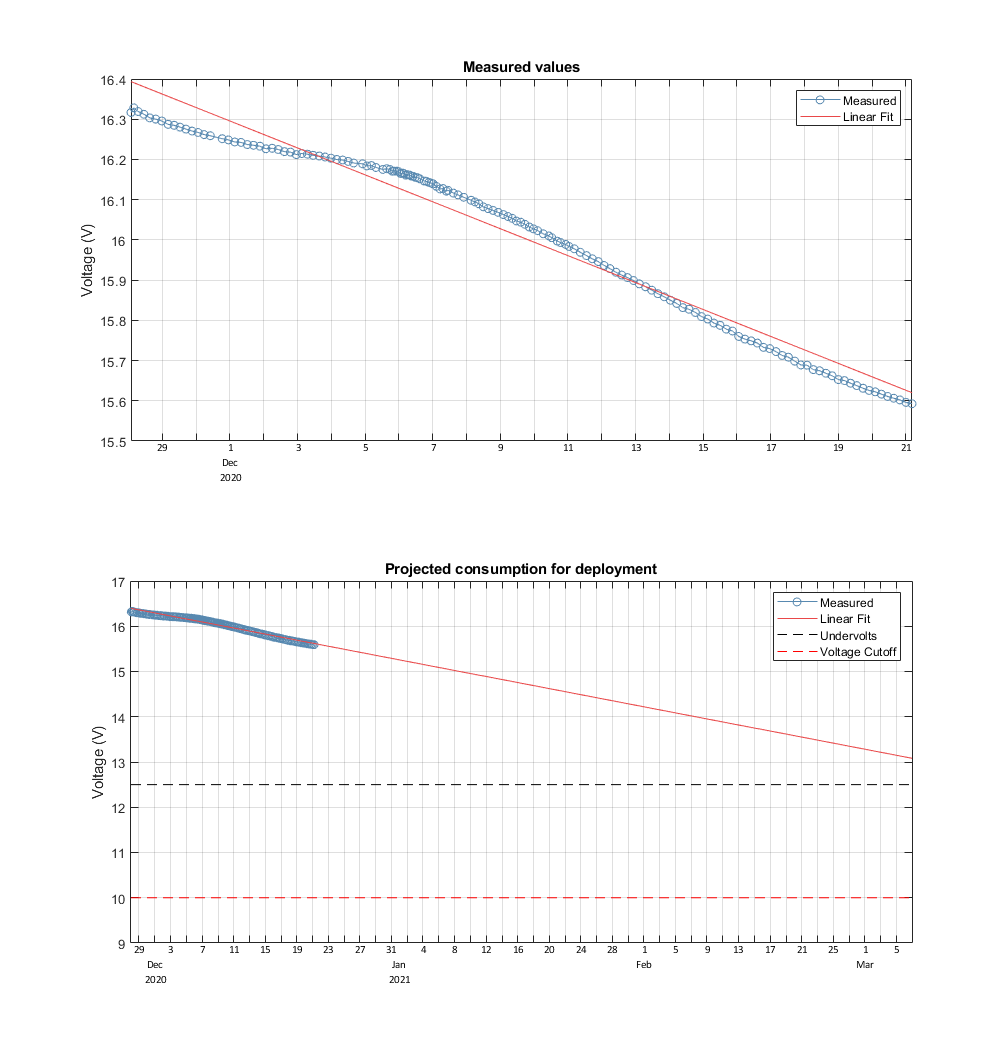 Measured values
16.4
16.3
16.2
16.1
16
15.9
15.8
15.7
15.6
15.5
Voltage (V)
Measured
Linear Fit
29 1 3 5 7 9 11 13 15 17 19 21
Dec
2020
Projected consumption for deployment
17
16
15
14
13
12
11
10
9
Voltage (V)
Measured
Linear Fit
Undervolts
Voltage Cutoff
29 3 7 11 15 19 23 27 31 4 8 12 16 20 24 28 1 5 9 13 17 21 25 1 5
Dec Jan Feb Mar
2020 2021